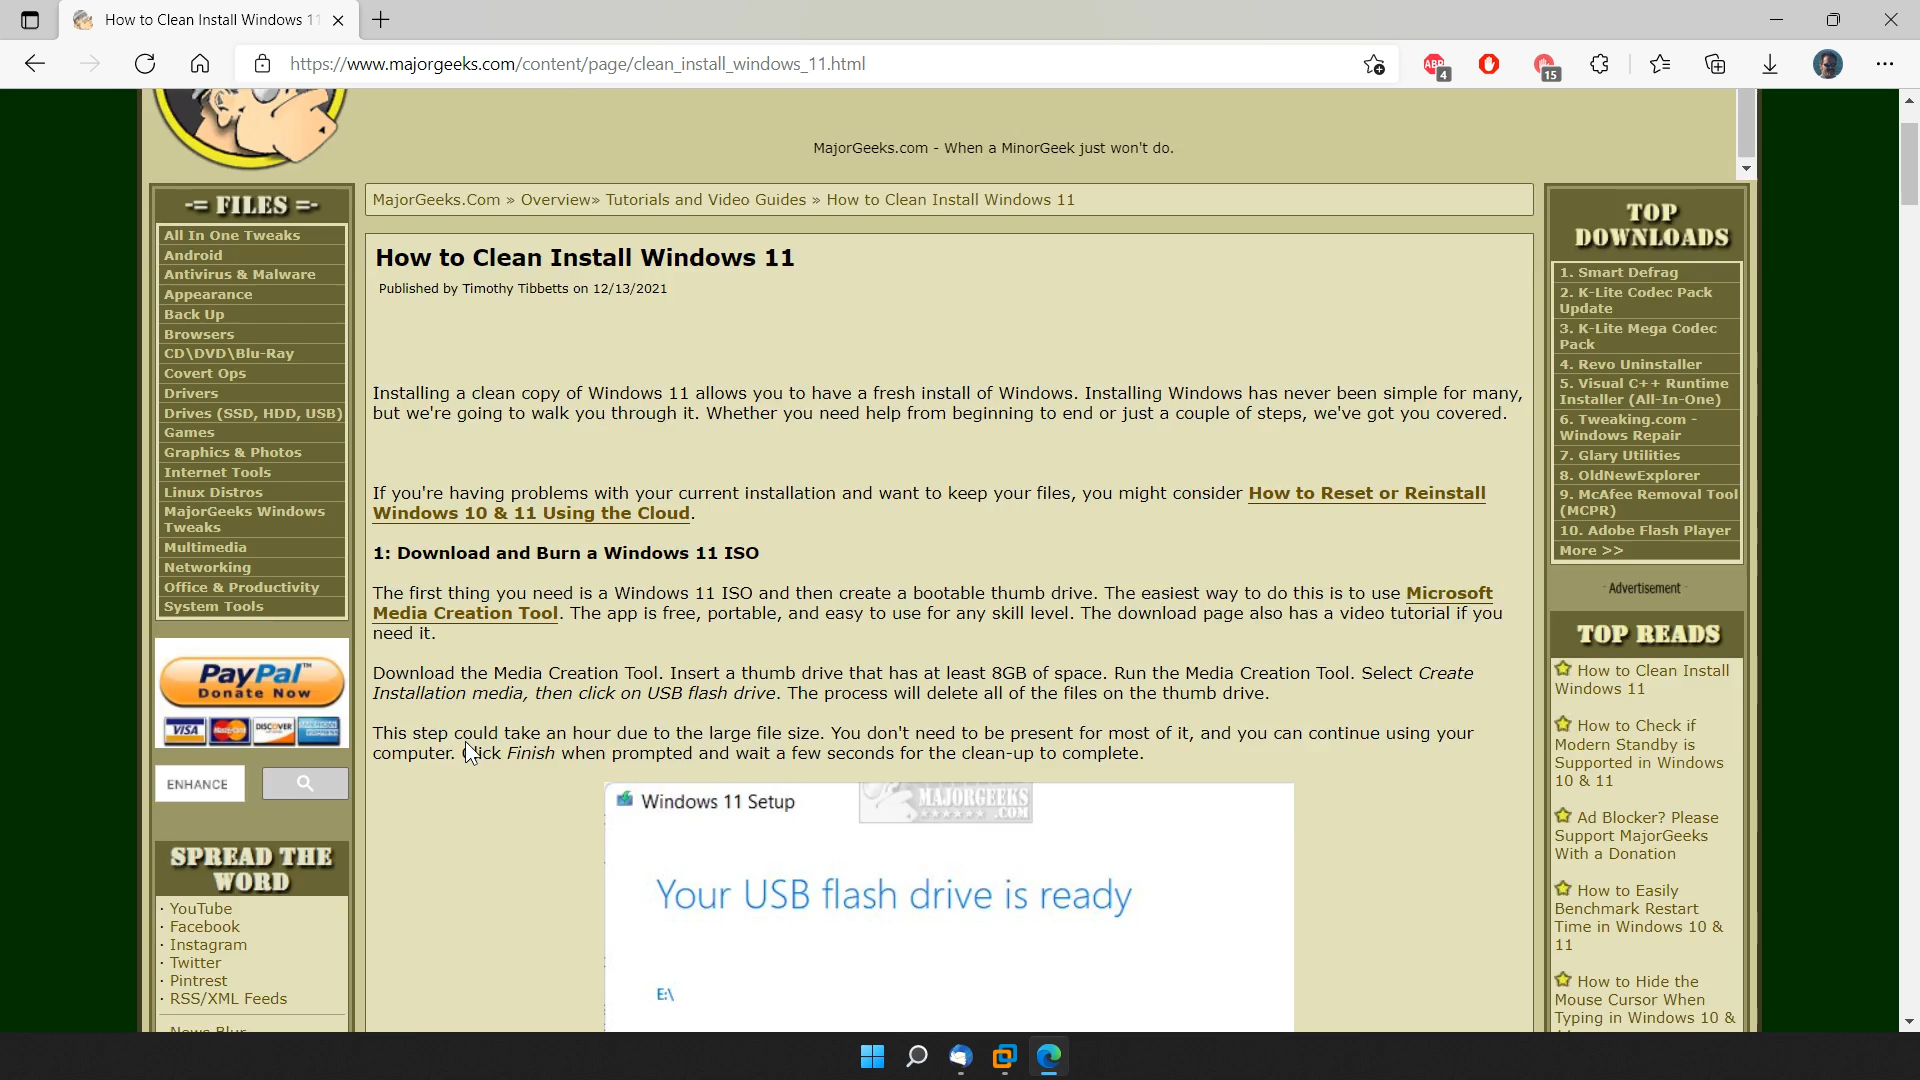 How to Clean Install Windows 11
https://www.majorgeeks.com/content/page/clean_install_windows_11.html
ABP
4
15
MajorGeeks.com - When a MinorGeek just won't do.
-= FILES =-
All In One Tweaks
Android
Antivirus & Malware
Appearance
Back Up
Browsers
CD\DVD\Blu-Ray
Covert Ops
Drivers
Drives (SSD, HDD, USB)
Games
Graphics & Photos
Internet Tools
Linux Distros
MajorGeeks Windows
Tweaks
Multimedia
Networking
Office & Productivity
System Tools
PayPal™
Donate Now
VISA
MasterCard
DISCOVER
AMERICAN EXPRESS
ENHANCE
SPREAD THE
WORD
· YouTube
· Facebook
· Instagram
· Twitter
· Pintrest
· RSS/XML Feeds
· News Blur
MajorGeeks.Com » Overview» Tutorials and Video Guides » How to Clean Install Windows 11
How to Clean Install Windows 11
Published by Timothy Tibbetts on 12/13/2021
Installing a clean copy of Windows 11 allows you to have a fresh install of Windows. Installing Windows has never been simple for many,
but we're going to walk you through it. Whether you need help from beginning to end or just a couple of steps, we've got you covered.
If you're having problems with your current installation and want to keep your files, you might consider How to Reset or Reinstall
Windows 10 & 11 Using the Cloud.
1: Download and Burn a Windows 11 ISO
The first thing you need is a Windows 11 ISO and then create a bootable thumb drive. The easiest way to do this is to use Microsoft
Media Creation Tool. The app is free, portable, and easy to use for any skill level. The download page also has a video tutorial if you
need it.
Download the Media Creation Tool. Insert a thumb drive that has at least 8GB of space. Run the Media Creation Tool. Select Create
Installation media, then click on USB flash drive. The process will delete all of the files on the thumb drive.
This step could take an hour due to the large file size. You don't need to be present for most of it, and you can continue using your
computer. Click Finish when prompted and wait a few seconds for the clean-up to complete.
Windows 11 Setup
MAJORGEEKS
.COM
Your USB flash drive is ready
E:\
TOP
DOWNLOADS
1. Smart Defrag
2. K-Lite Codec Pack
Update
3. K-Lite Mega Codec
Pack
4. Revo Uninstaller
5. Visual C++ Runtime
Installer (All-In-One)
6. Tweaking.com -
Windows Repair
7. Glary Utilities
8. OldNewExplorer
9. McAfee Removal Tool
(MCPR)
10. Adobe Flash Player
More >>
- Advertisement -
TOP READS
How to Clean Install
Windows 11
How to Check if
Modern Standby is
Supported in Windows
10 & 11
Ad Blocker? Please
Support MajorGeeks
With a Donation
How to Easily
Benchmark Restart
Time in Windows 10 &
11
How to Hide the
Mouse Cursor When
Typing in Windows 10 &